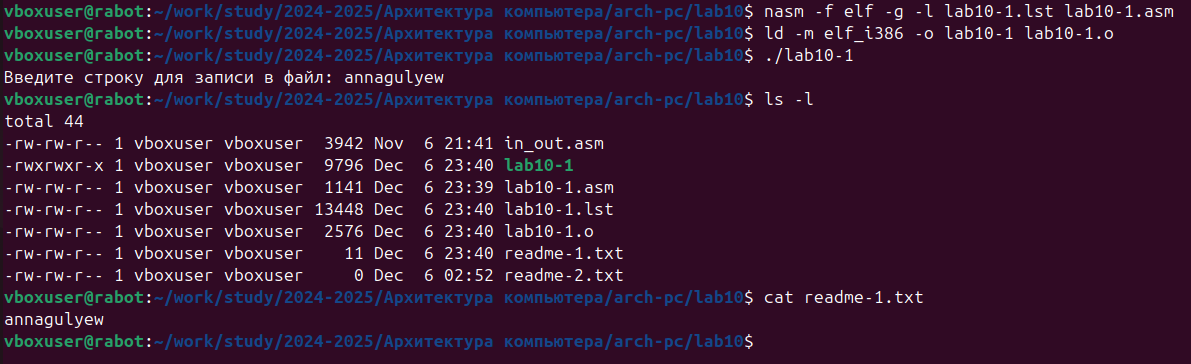 vboxuser@rabot:~/work/study/2024-2025/Архитектура компьютера/arch-pc/lab10$ nasm -f elf -g -l lab10-1.lst lab10-1.asm
vboxuser@rabot:~/work/study/2024-2025/Архитектура компьютера/arch-pc/lab10$ ld -m elf_i386 -o lab10-1 lab10-1.o
vboxuser@rabot:~/work/study/2024-2025/Архитектура компьютера/arch-pc/lab10$ ./lab10-1
Введите строку для записи в файл: annagulyew
vboxuser@rabot:~/work/study/2024-2025/Архитектура компьютера/arch-pc/lab10$ ls -l
total 44
-rw-rw-r-- 1 vboxuser vboxuser  3942 Nov  6 21:41 in_out.asm
-rwxrwxr-x 1 vboxuser vboxuser  9796 Dec  6 23:40 lab10-1
-rw-rw-r-- 1 vboxuser vboxuser  1141 Dec  6 23:39 lab10-1.asm
-rw-rw-r-- 1 vboxuser vboxuser 13448 Dec  6 23:40 lab10-1.lst
-rw-rw-r-- 1 vboxuser vboxuser  2576 Dec  6 23:40 lab10-1.o
-rw-rw-r-- 1 vboxuser vboxuser    11 Dec  6 23:40 readme-1.txt
-rw-rw-r-- 1 vboxuser vboxuser     0 Dec  6 02:52 readme-2.txt
vboxuser@rabot:~/work/study/2024-2025/Архитектура компьютера/arch-pc/lab10$ cat readme-1.txt
annagulyew
vboxuser@rabot:~/work/study/2024-2025/Архитектура компьютера/arch-pc/lab10$